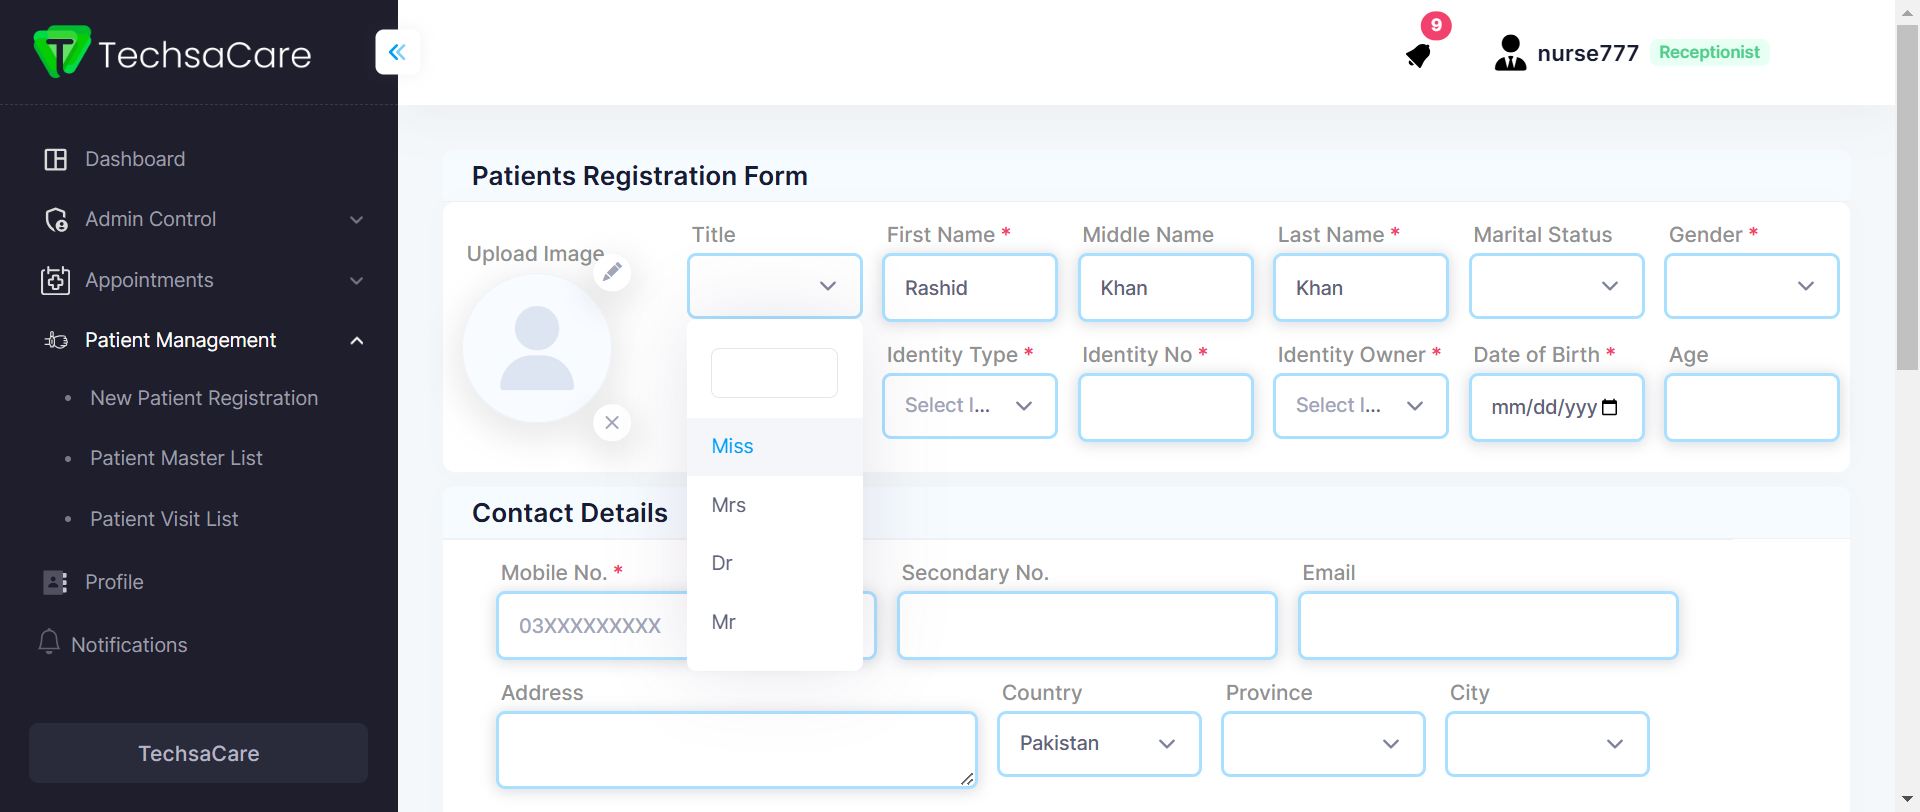 TechsaCare
9
nurse777 Receptionist
Dashboard
Admin Control
Appointments
Patient Management
New Patient Registration
Patient Master List
Patient Visit List
Profile
Notifications
TechsaCare
Patients Registration Form
Upload Image
Title
First Name *
Middle Name
Last Name *
Marital Status
Gender *
Rashid
Khan
Khan
Identity Type *
Identity No *
Identity Owner *
Date of Birth *
Age
Select I...
Select I...
mm/dd/yyy
Miss
Mrs
Dr
Mr
Contact Details
Mobile No. *
Secondary No.
Email
03XXXXXXXXX
Address
Country
Province
City
Pakistan